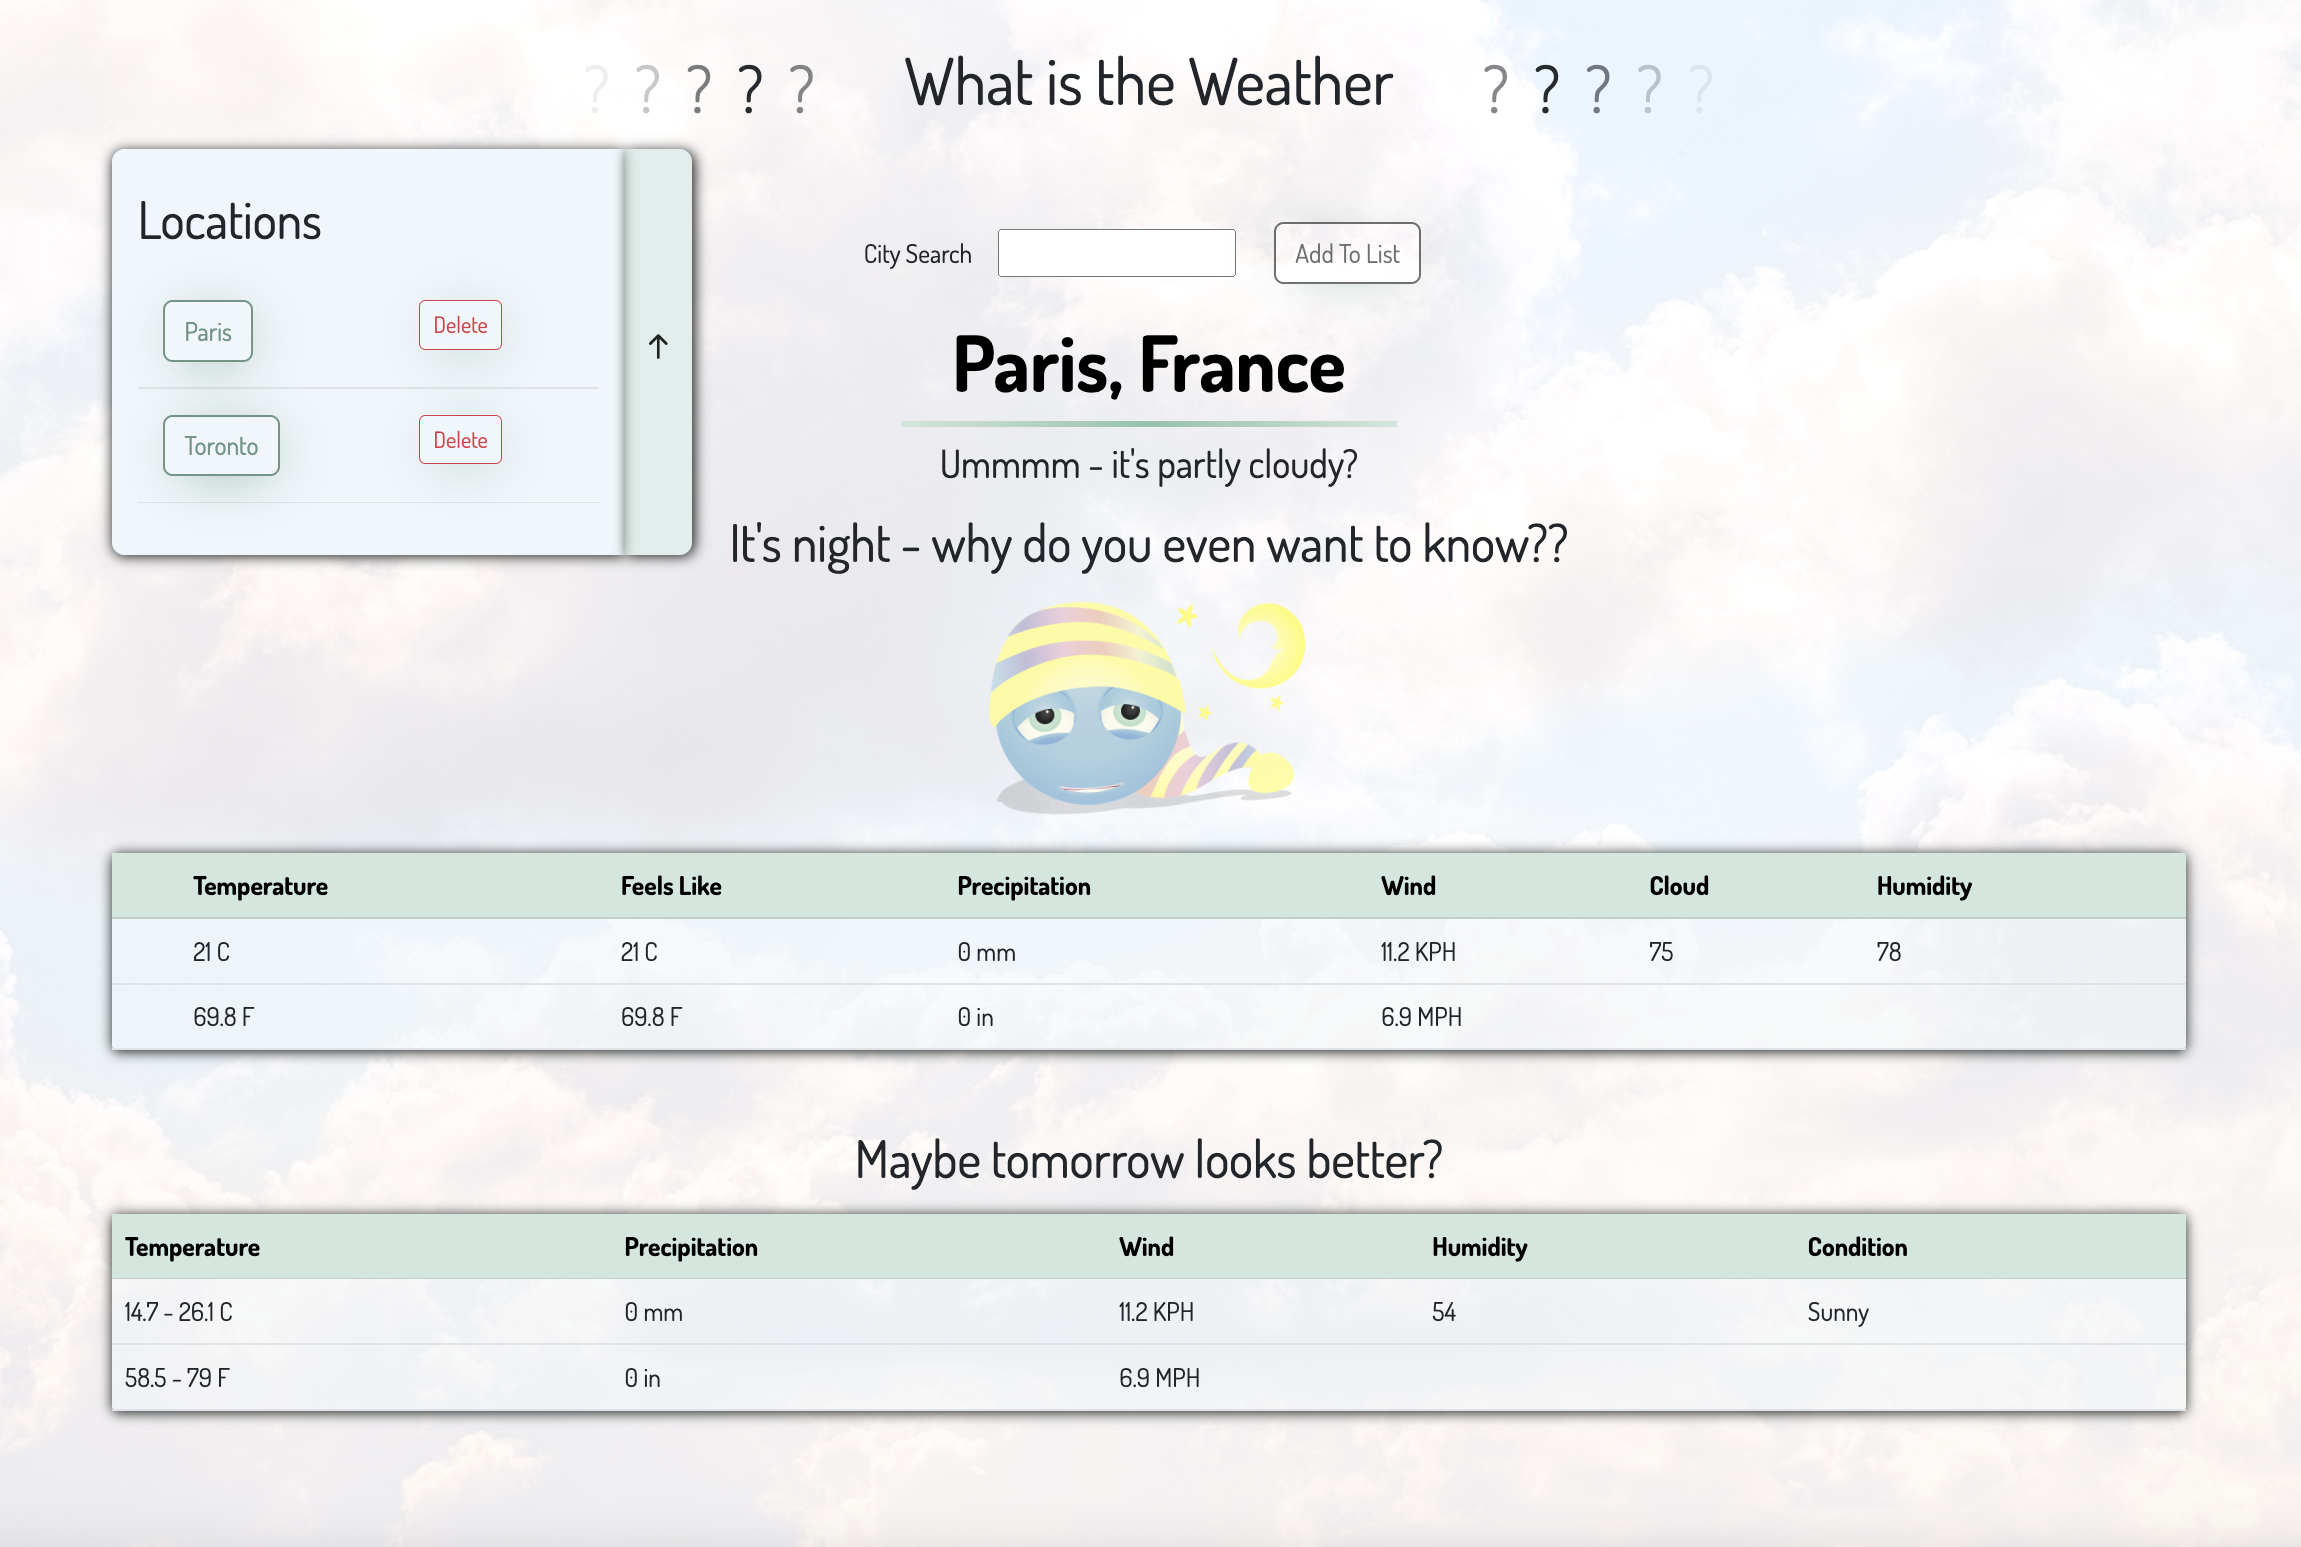 ? ? ? ? ? What is the Weather ? ? ? ? ?
Locations
Paris Delete
Toronto Delete
↑
City Search Add To List
Paris, France
Ummmm - it's partly cloudy?
It's night - why do you even want to know??
Temperature Feels Like Precipitation Wind Cloud Humidity
21 C 21 C 0 mm 11.2 KPH 75 78
69.8 F 69.8 F 0 in 6.9 MPH
Maybe tomorrow looks better?
Temperature Precipitation Wind Humidity Condition
14.7 - 26.1 C 0 mm 11.2 KPH 54 Sunny
58.5 - 79 F 0 in 6.9 MPH